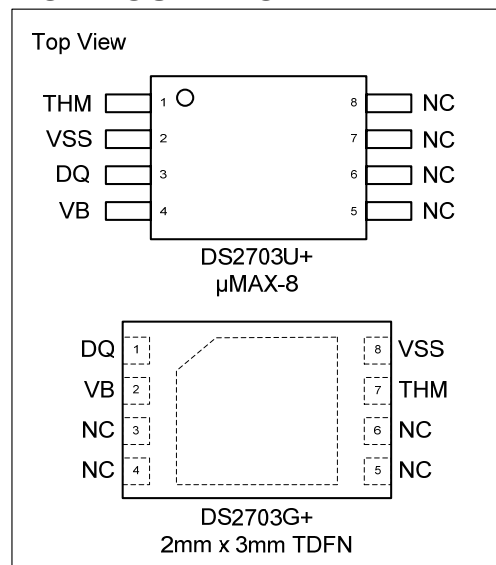 Top View
THM 1 8 NC
VSS 2 7 NC
DQ 3 6 NC
VB 4 5 NC
DS2703U+
µMAX-8
DQ 1 8 VSS
VB 2 7 THM
NC 3 6 NC
NC 4 5 NC
DS2703G+
2mm x 3mm TDFN